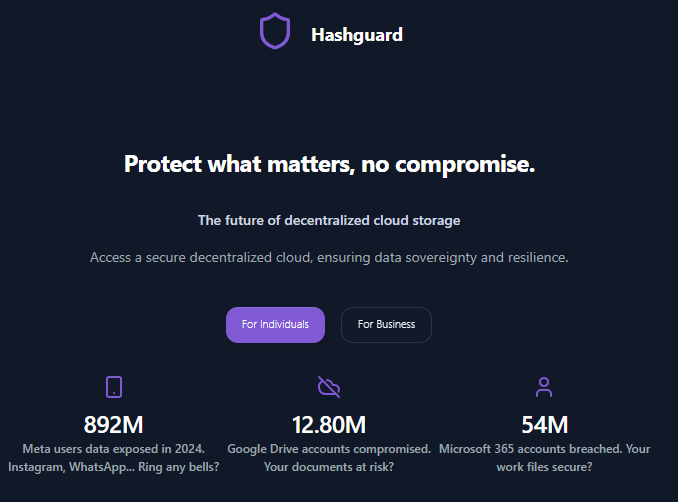 Hashguard
Protect what matters, no compromise.
The future of decentralized cloud storage
Access a secure decentralized cloud, ensuring data sovereignty and resilience.
For Individuals
For Business
892M
Meta users data exposed in 2024.
Instagram, WhatsApp... Ring any bells?
12.80M
Google Drive accounts compromised.
Your documents at risk?
54M
Microsoft 365 accounts breached. Your
work files secure?